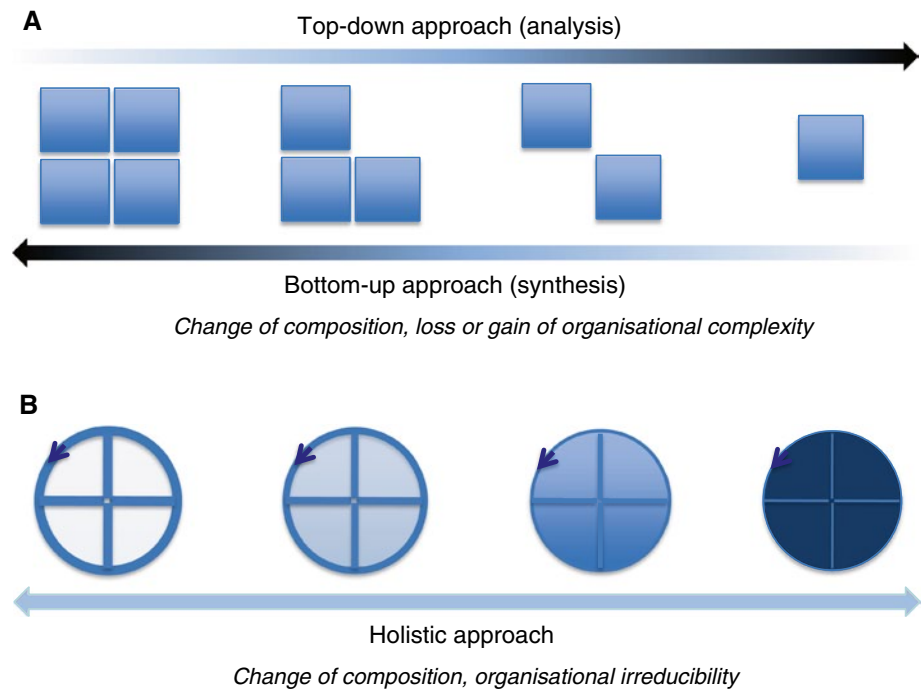 A
Top-down approach (analysis)
Bottom-up approach (synthesis)
Change of composition, loss or gain of organisational complexity
B
Holistic approach
Change of composition, organisational irreducibility